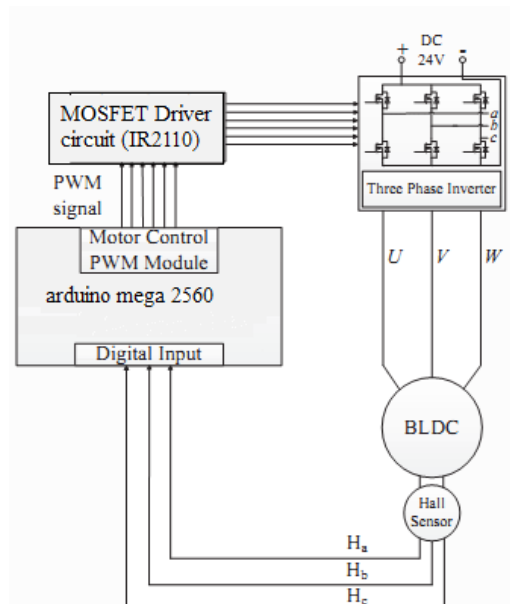 DC
+ 24V -
MOSFET Driver
circuit (IR2110)
a
b
c
PWM
signal
Three Phase Inverter
Motor Control
PWM Module
U V W
arduino mega 2560
Digital Input
BLDC
Hall
Sensor
Ha
Hb
Hc